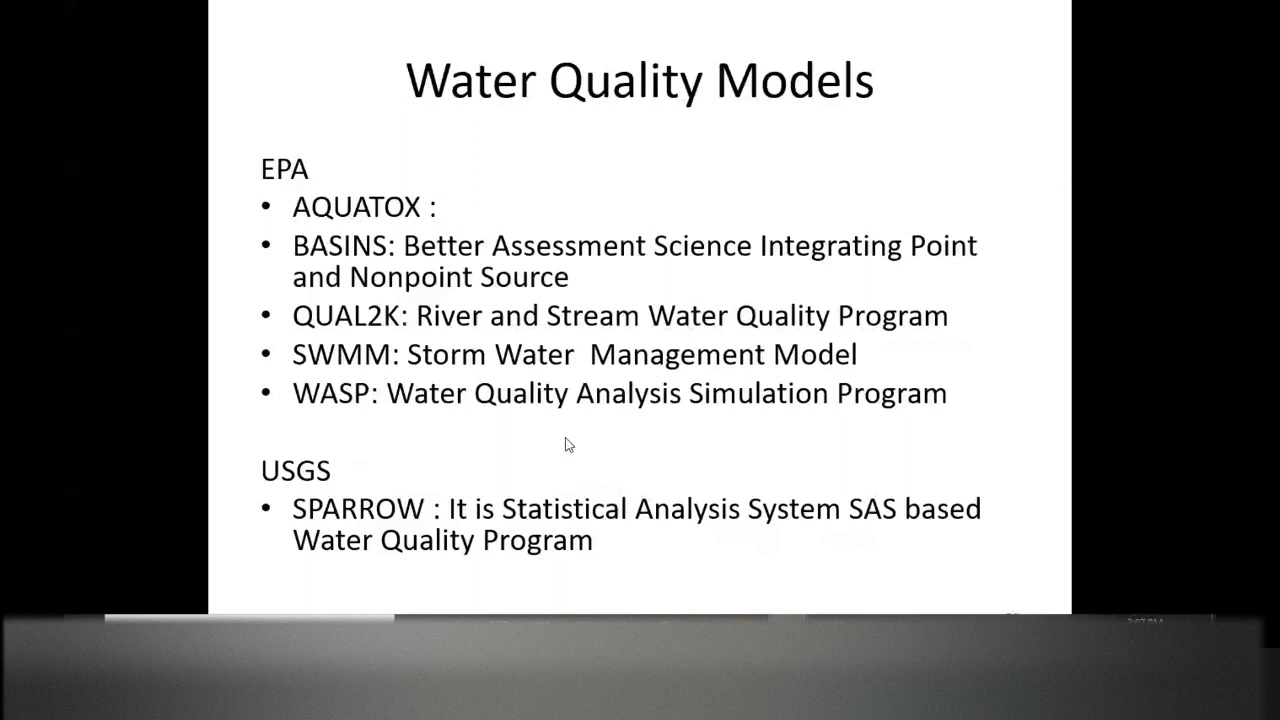 Water Quality Models
EPA
• AQUATOX :
• BASINS: Better Assessment Science Integrating Point
and Nonpoint Source
• QUAL2K: River and Stream Water Quality Program
• SWMM: Storm Water  Management Model
• WASP: Water Quality Analysis Simulation Program
USGS
• SPARROW : It is Statistical Analysis System SAS based
Water Quality Program